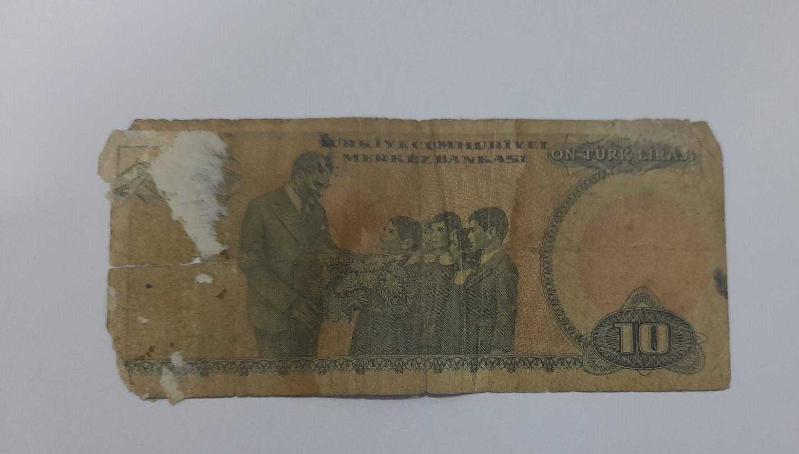 TÜRKİYE CUMHURİYET
MERKEZ BANKASI
ON TÜRK LİRASI
10